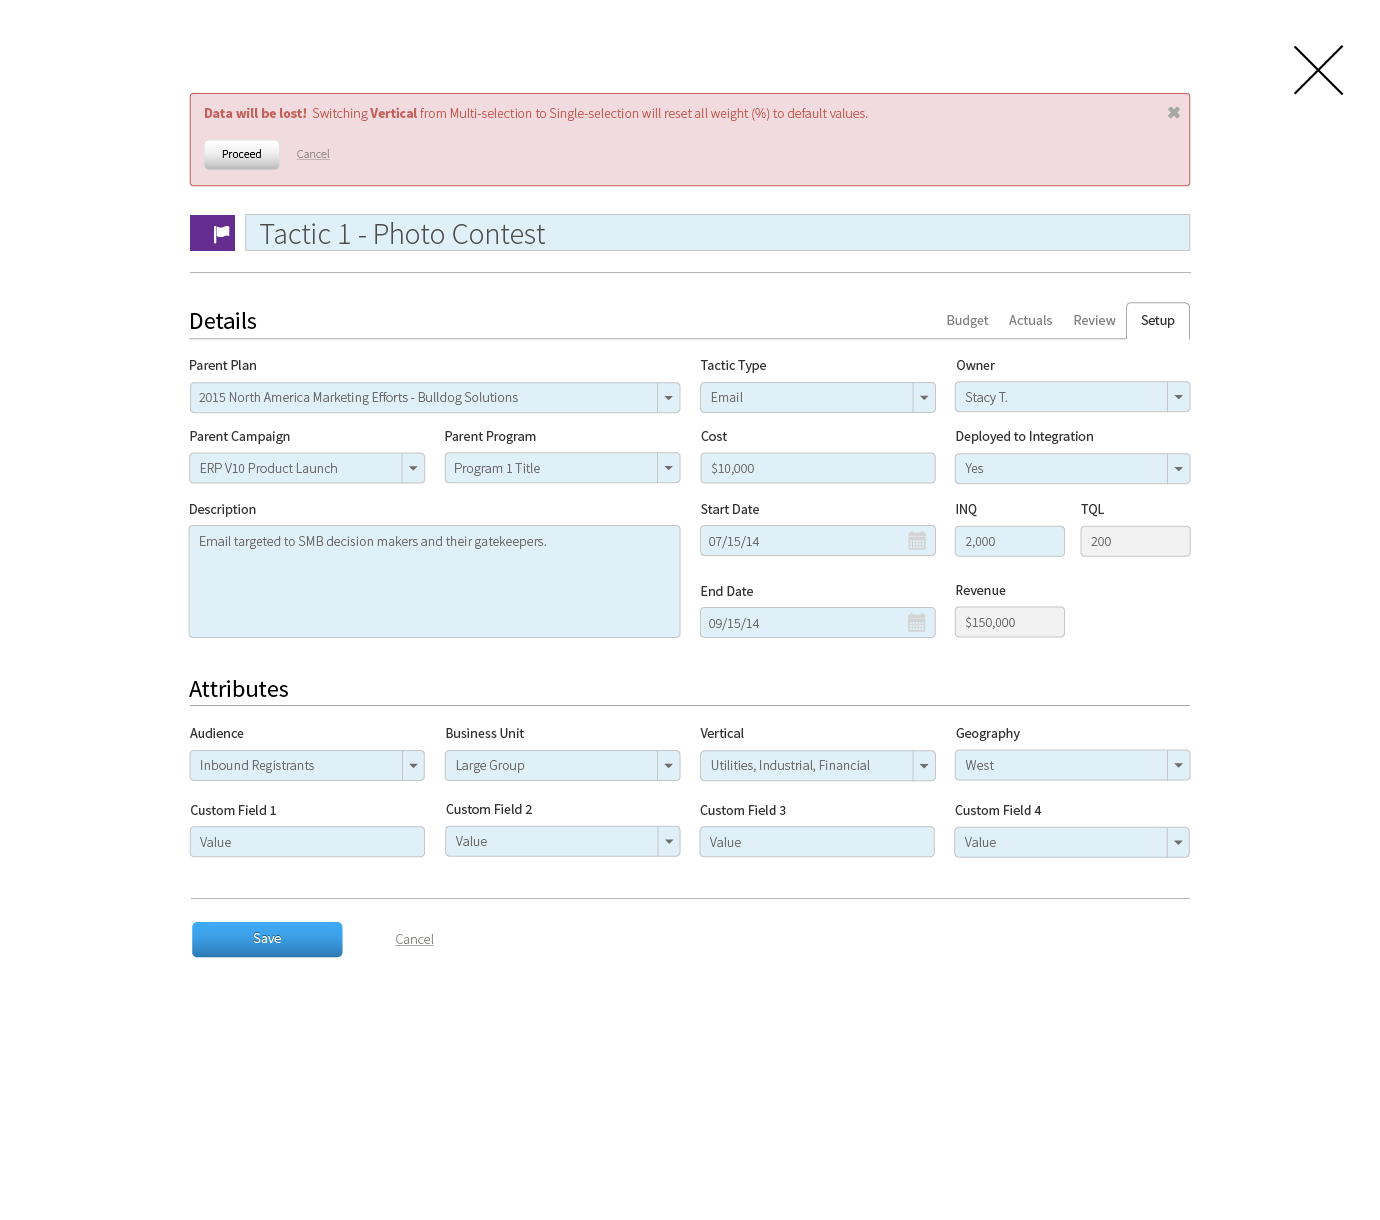 Data will be lost! Switching Vertical from Multi-selection to Single-selection will reset all weight (%) to default values.
Proceed Cancel
Tactic 1 - Photo Contest
Details Budget Actuals Review Setup
Parent Plan Tactic Type Owner
2015 North America Marketing Efforts - Bulldog Solutions Email Stacy T.
Parent Campaign Parent Program Cost Deployed to Integration
ERP V10 Product Launch Program 1 Title $10,000 Yes
Description Start Date INQ TQL
Email targeted to SMB decision makers and their gatekeepers. 07/15/14 2,000 200
End Date Revenue
09/15/14 $150,000
Attributes
Audience Business Unit Vertical Geography
Inbound Registrants Large Group Utilities, Industrial, Financial West
Custom Field 1 Custom Field 2 Custom Field 3 Custom Field 4
Value Value Value Value
Save Cancel